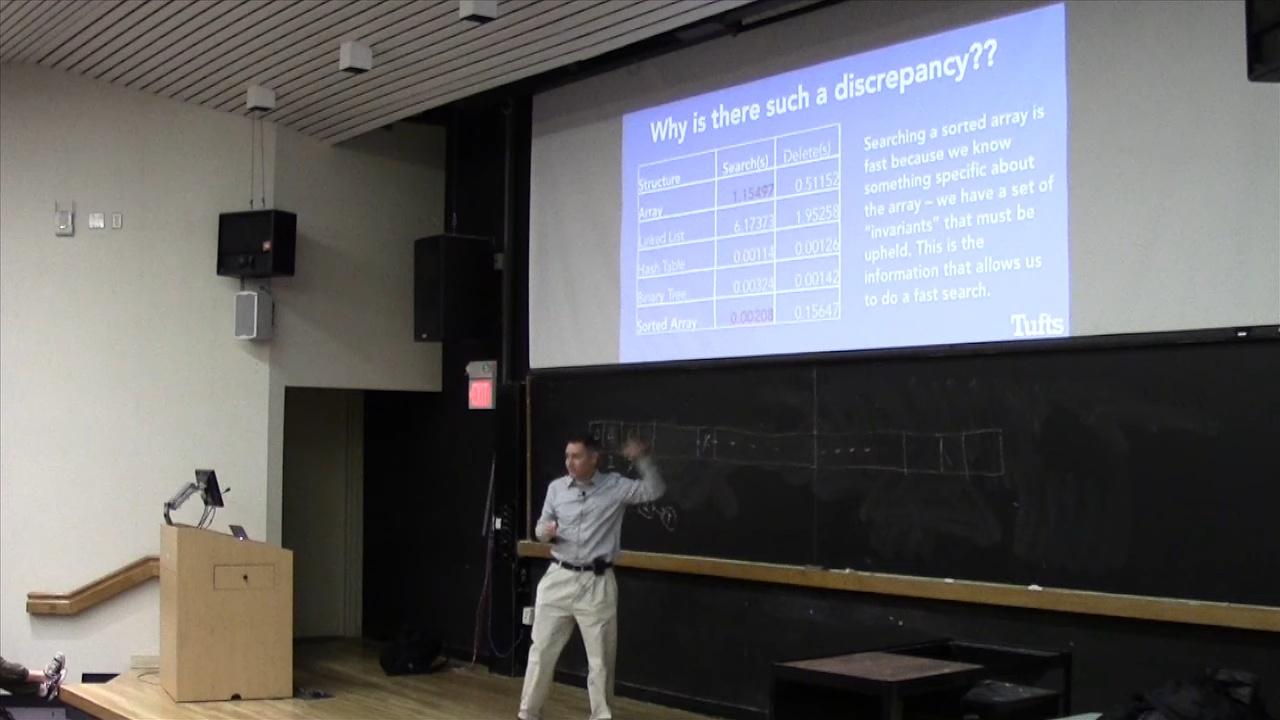 Why is there such a discrepancy??
Structure Search(s) Delete(s)
Array 1.15497 0.51152
Linked List 6.17373 1.95258
Hash Table 0.00114 0.00126
Binary Tree 0.00324 0.00142
Sorted Array 0.00208 0.15647
Searching a sorted array is
fast because we know
something specific about
the array – we have a set of
"invariants" that must be
upheld. This is the
information that allows us
to do a fast search.
Tufts
EXIT